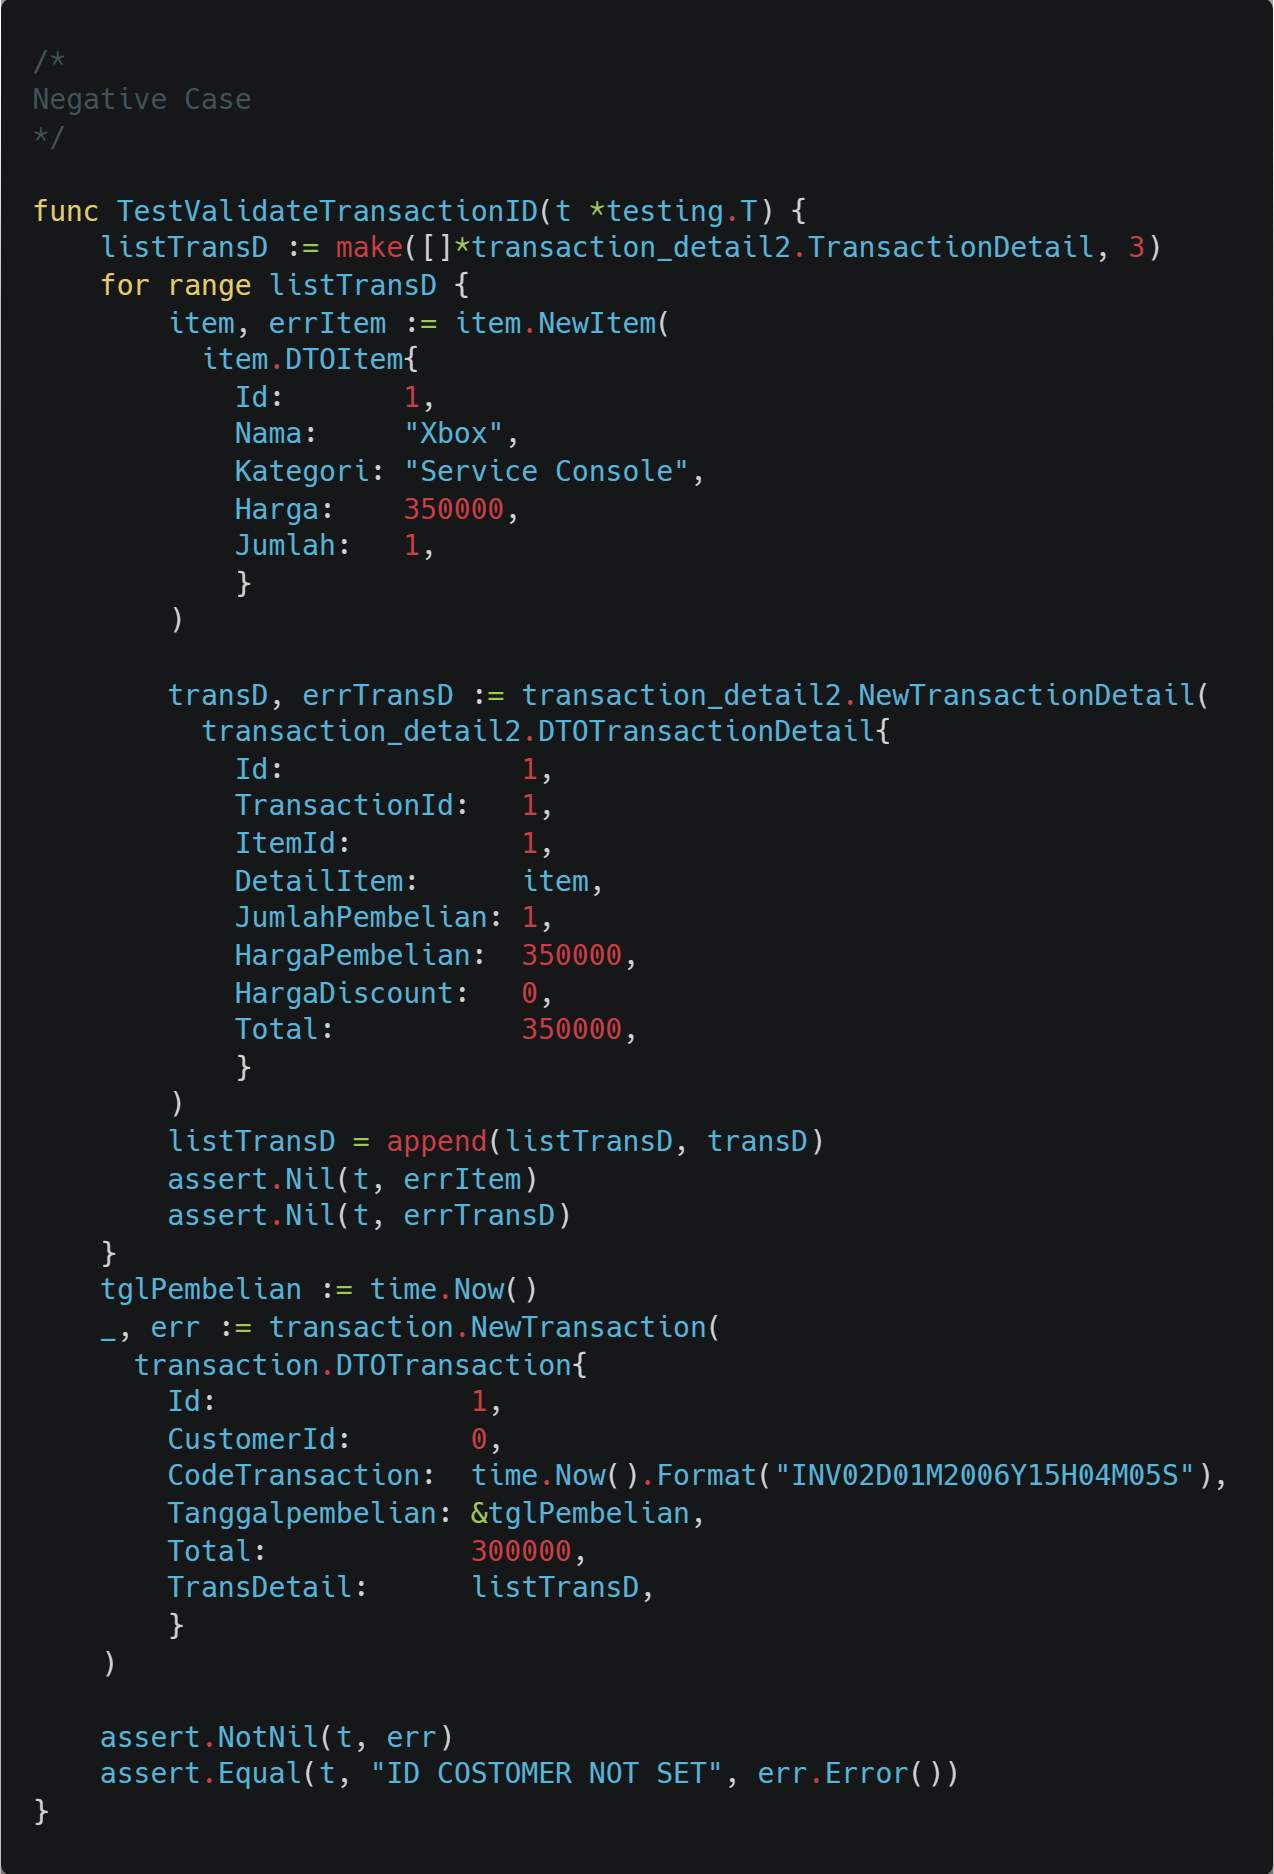 /*
Negative Case
*/

func TestValidateTransactionID(t *testing.T) {
    listTransD := make([]*transaction_detail2.TransactionDetail, 3)
    for range listTransD {
        item, errItem := item.NewItem(
          item.DTOItem{
            Id:       1,
            Nama:     "Xbox",
            Kategori: "Service Console",
            Harga:    350000,
            Jumlah:   1,
            }
        )

        transD, errTransD := transaction_detail2.NewTransactionDetail(
          transaction_detail2.DTOTransactionDetail{
            Id:              1,
            TransactionId:   1,
            ItemId:          1,
            DetailItem:      item,
            JumlahPembelian: 1,
            HargaPembelian:  350000,
            HargaDiscount:   0,
            Total:           350000,
            }
        )
        listTransD = append(listTransD, transD)
        assert.Nil(t, errItem)
        assert.Nil(t, errTransD)
    }
    tglPembelian := time.Now()
    _, err := transaction.NewTransaction(
      transaction.DTOTransaction{
        Id:               1,
        CustomerId:       0,
        CodeTransaction:  time.Now().Format("INV02D01M2006Y15H04M05S"),
        Tanggalpembelian: &tglPembelian,
        Total:            300000,
        TransDetail:      listTransD,
        }
    )

    assert.NotNil(t, err)
    assert.Equal(t, "ID COSTOMER NOT SET", err.Error())
}